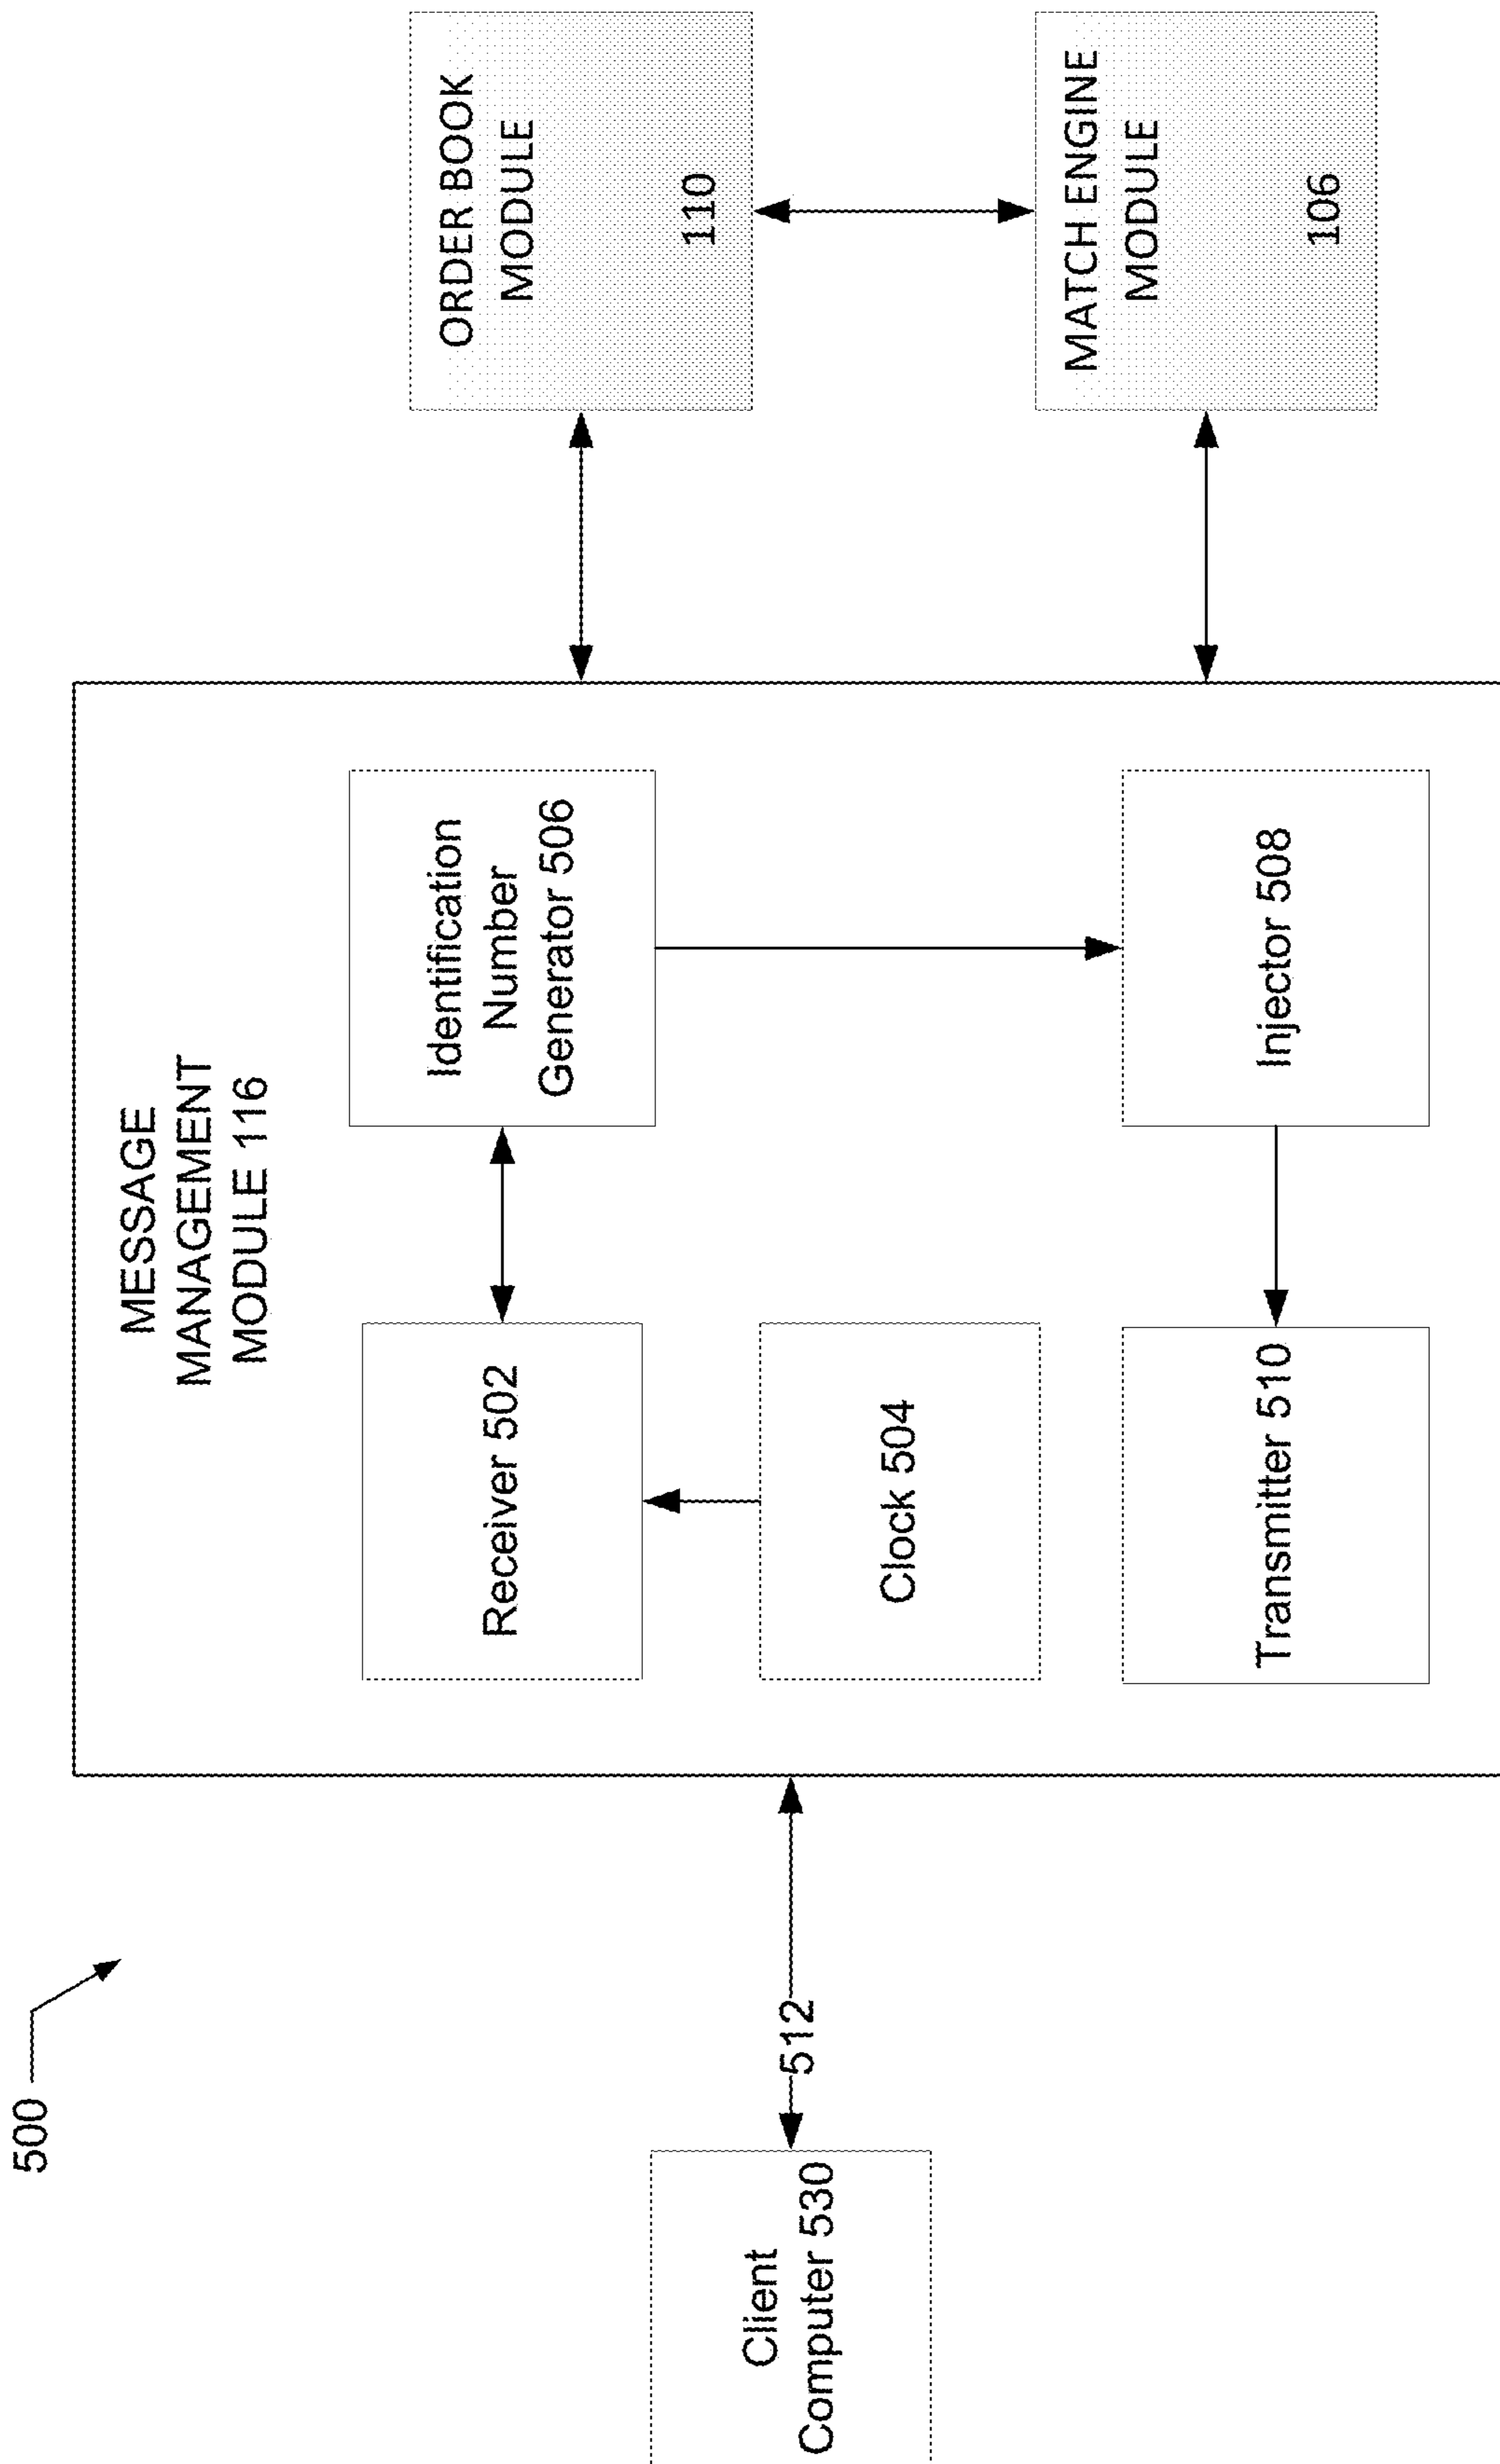 500
MESSAGE
MANAGEMENT
MODULE 116
Client
Computer 530
512
Receiver 502
Clock 504
Transmitter 510
Identification
Number
Generator 506
Injector 508
ORDER BOOK
MODULE
110
MATCH ENGINE
MODULE
106